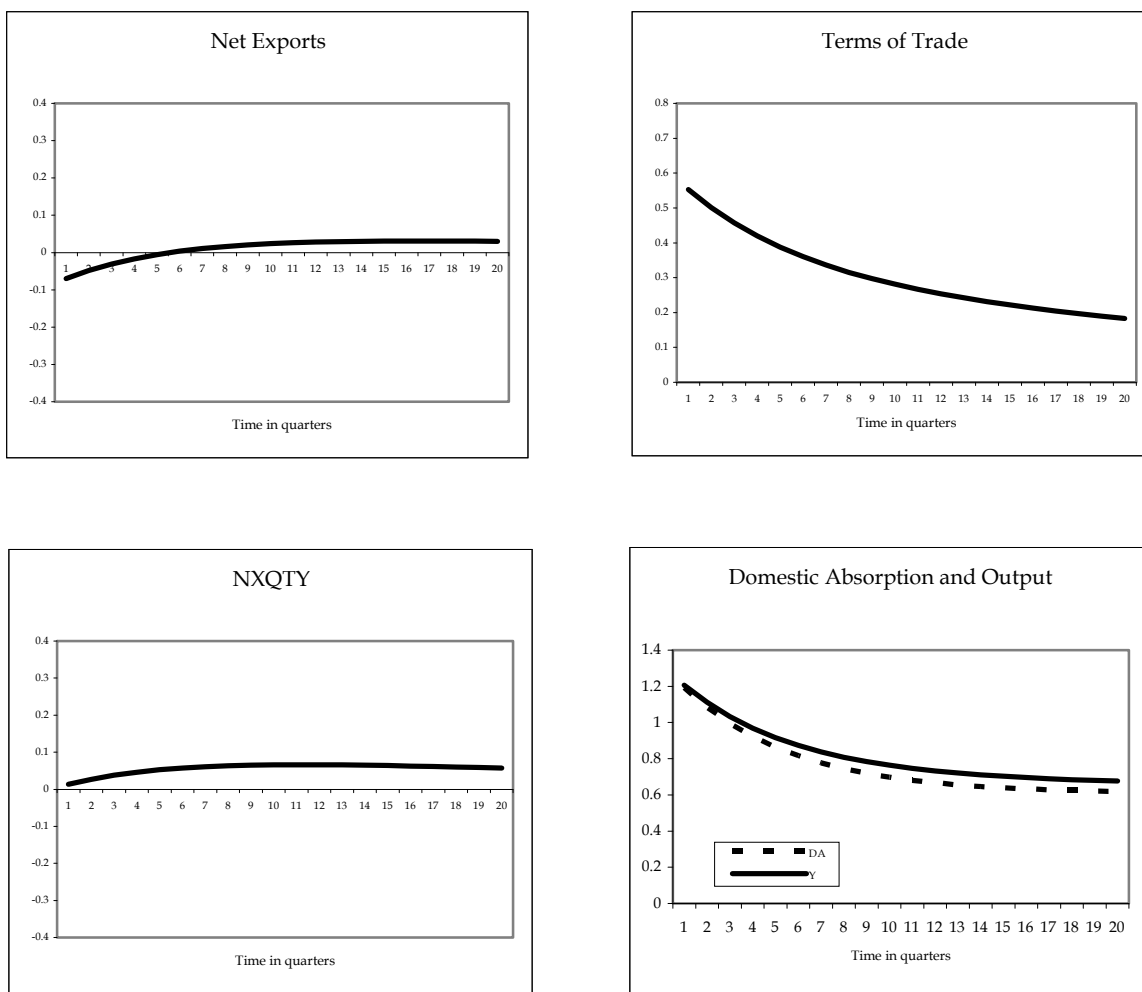 Net Exports
0.4
0.3
0.2
0.1
0
1 2 3 4 5 6 7 8 9 10 11 12 13 14 15 16 17 18 19 20
-0.1
-0.2
-0.3
-0.4
Time in quarters
Terms of Trade
0.8
0.7
0.6
0.5
0.4
0.3
0.2
0.1
0
1 2 3 4 5 6 7 8 9 10 11 12 13 14 15 16 17 18 19 20
Time in quarters
NXQTY
0.4
0.3
0.2
0.1
0
1 2 3 4 5 6 7 8 9 10 11 12 13 14 15 16 17 18 19 20
-0.1
-0.2
-0.3
-0.4
Time in quarters
Domestic Absorption and Output
1.4
1.2
1
0.8
0.6
0.4
0.2
0
DA
Y
1 2 3 4 5 6 7 8 9 10 11 12 13 14 15 16 17 18 19 20
Time in quarters